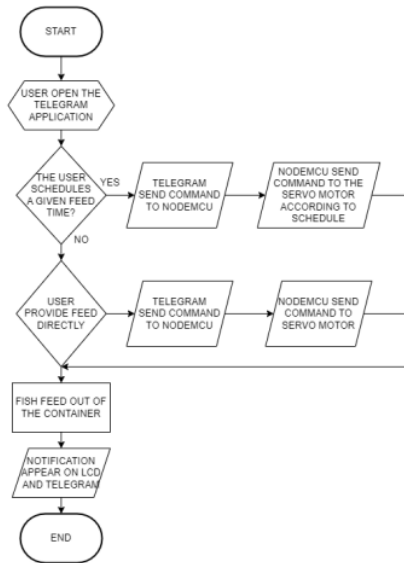 START
USER OPEN THE
TELEGRAM
APPLICATION
THE USER
SCHEDULES
A GIVEN FEED
TIME?
YES
TELEGRAM
SEND COMMAND
TO NODEMCU
NODEMCU SEND
COMMAND TO THE
SERVO MOTOR
ACCORDING TO
SCHEDULE
NO
USER
PROVIDE FEED
DIRECTLY
TELEGRAM
SEND COMMAND
TO NODEMCU
NODEMCU SEND
COMMAND TO
SERVO MOTOR
FISH FEED OUT OF
THE CONTAINER
NOTIFICATION
APPEAR ON LCD
AND TELEGRAM
END